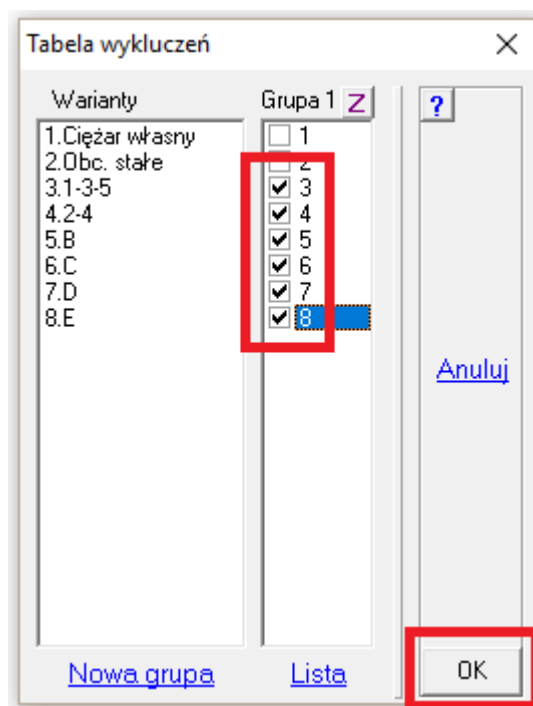 Tabela wykluczeń
Warianty
1.Ciężar własny
2.Obc. stałe
3.1-3-5
4.2-4
5.B
6.C
7.D
8.E
Grupa 1 Z
1
2
3
4
5
6
7
8
?
Anuluj
Nowa grupa
Lista
OK